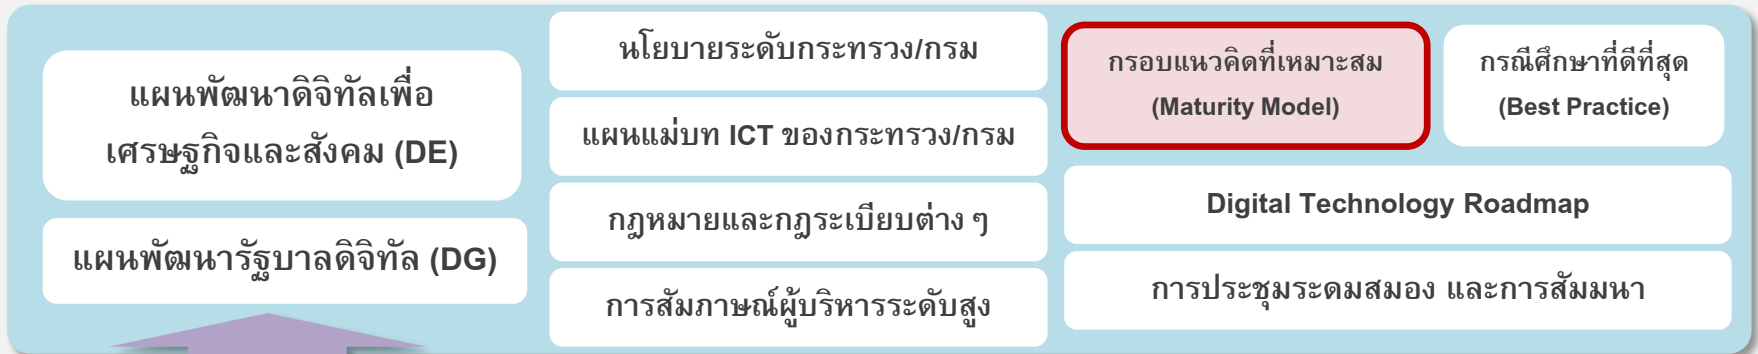 แผนพัฒนาดิจิทัลเพื่อ
เศรษฐกิจและสังคม (DE)
แผนพัฒนารัฐบาลดิจิทัล (DG)
นโยบายระดับกระทรวง/กรม
แผนแม่บท ICT ของกระทรวง/กรม
กฎหมายและกฎระเบียบต่าง ๆ
การสัมภาษณ์ผู้บริหารระดับสูง
กรอบแนวคิดที่เหมาะสม
(Maturity Model)
กรณีศึกษาที่ดีที่สุด
(Best Practice)
Digital Technology Roadmap
การประชุมระดมสมอง และการสัมมนา